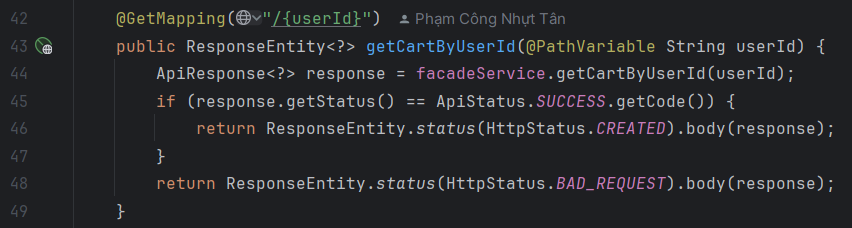 42 @GetMapping("/{userId}") Phạm Công Nhựt Tân
43 public ResponseEntity<?> getCartByUserId(@PathVariable String userId) {
44 ApiResponse<?> response = facadeService.getCartByUserId(userId);
45 if (response.getStatus() == ApiStatus.SUCCESS.getCode()) {
46 return ResponseEntity.status(HttpStatus.CREATED).body(response);
47 }
48 return ResponseEntity.status(HttpStatus.BAD_REQUEST).body(response);
49 }